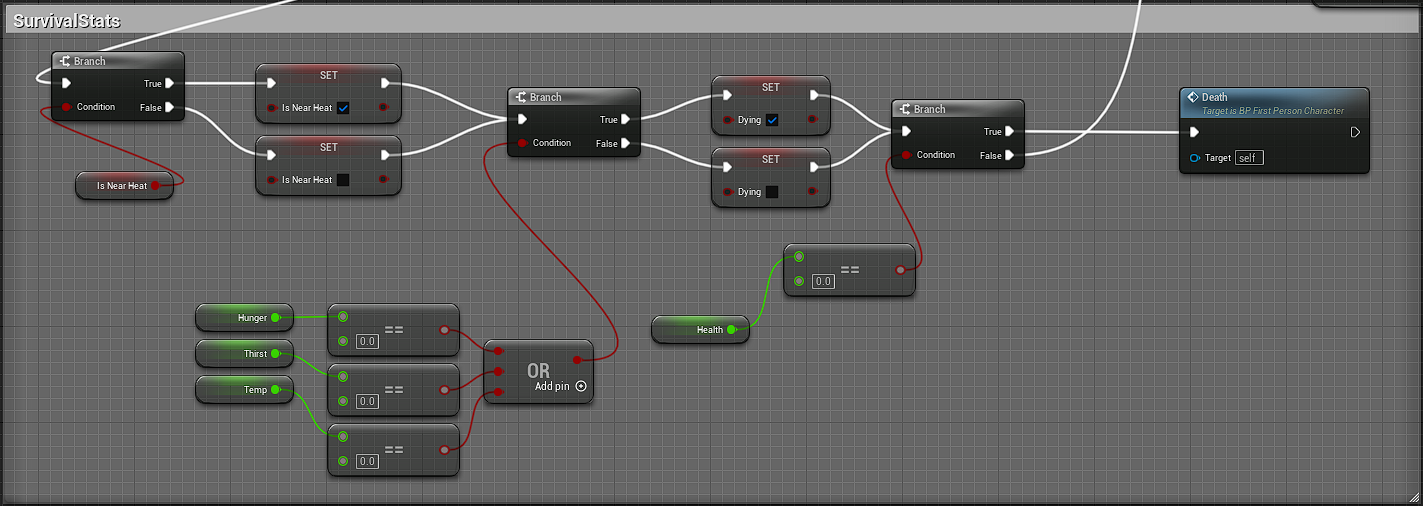 SurvivalStats
Branch
True
Condition
False
Is Near Heat
SET
Is Near Heat
SET
Is Near Heat
Branch
True
Condition
False
SET
Dying
SET
Dying
Branch
True
Condition
False
Death
Target is BP First Person Character
Target self
Hunger
==
0.0
Thirst
==
0.0
Temp
==
0.0
OR
Add pin
Health
==
0.0